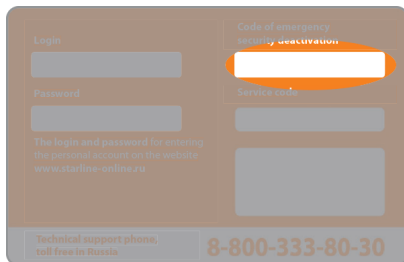 Login
Password
The login and password for entering
the personal account on the website
www.starline-online.ru
Code of emergency
security deactivation
Service code
Technical support phone,
toll free in Russia
8-800-333-80-30